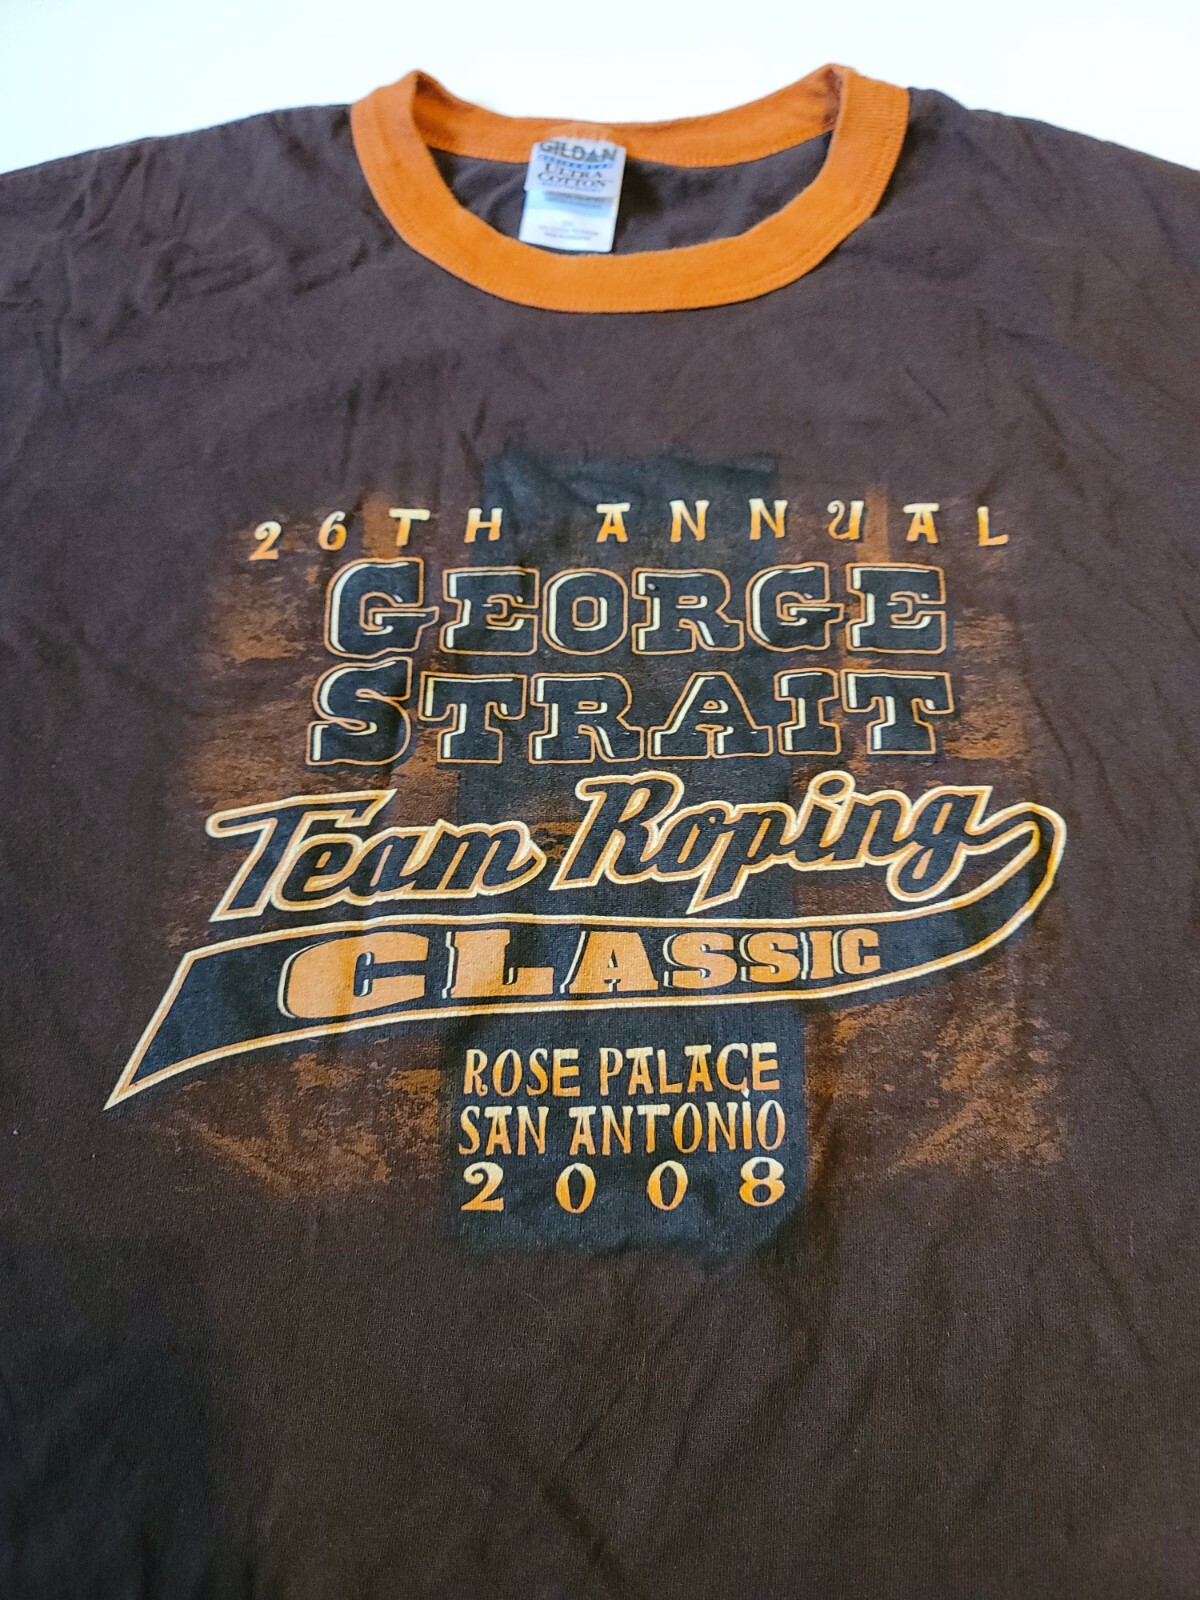 GILDAN
ULTRA
COTTON
26TH ANNUAL
GEORGE
STRAIT
Team Roping
CLASSIC
ROSE PALACE
SAN ANTONIO
2008